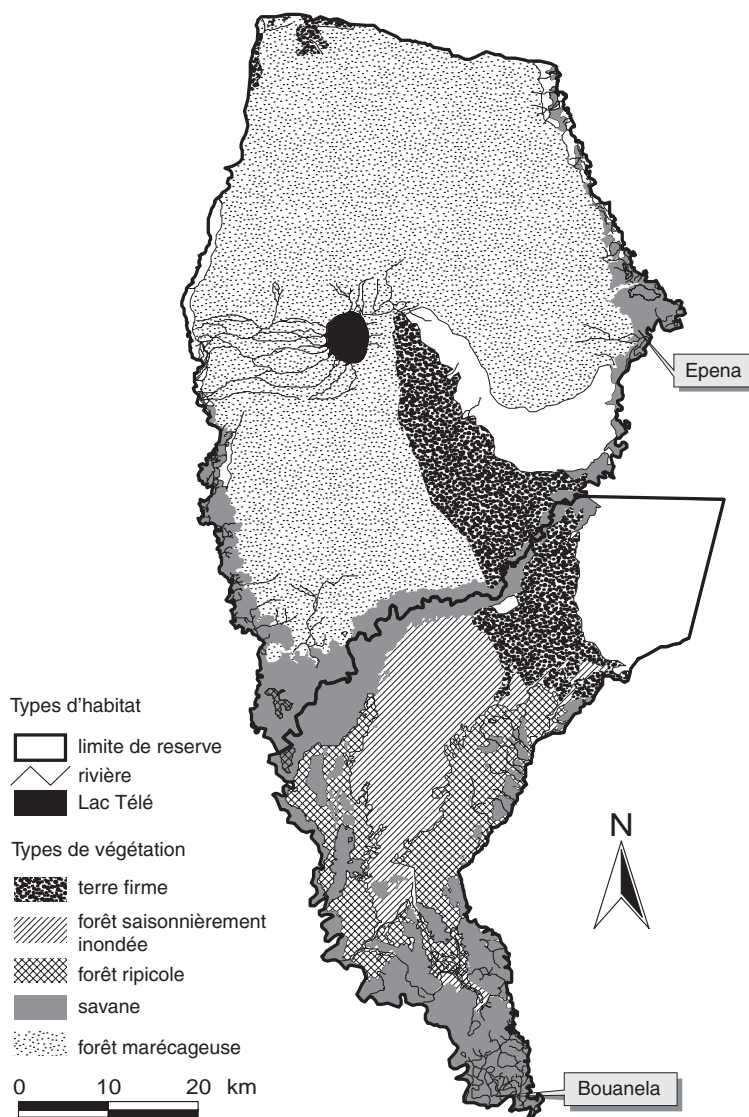 Epena
Types d'habitat
limite de reserve
rivière
Lac Télé
Types de végétation
terre firme
forêt saisonnièrement
inondée
forêt ripicole
savane
forêt marécageuse
0 10 20 km
N
Bouanela